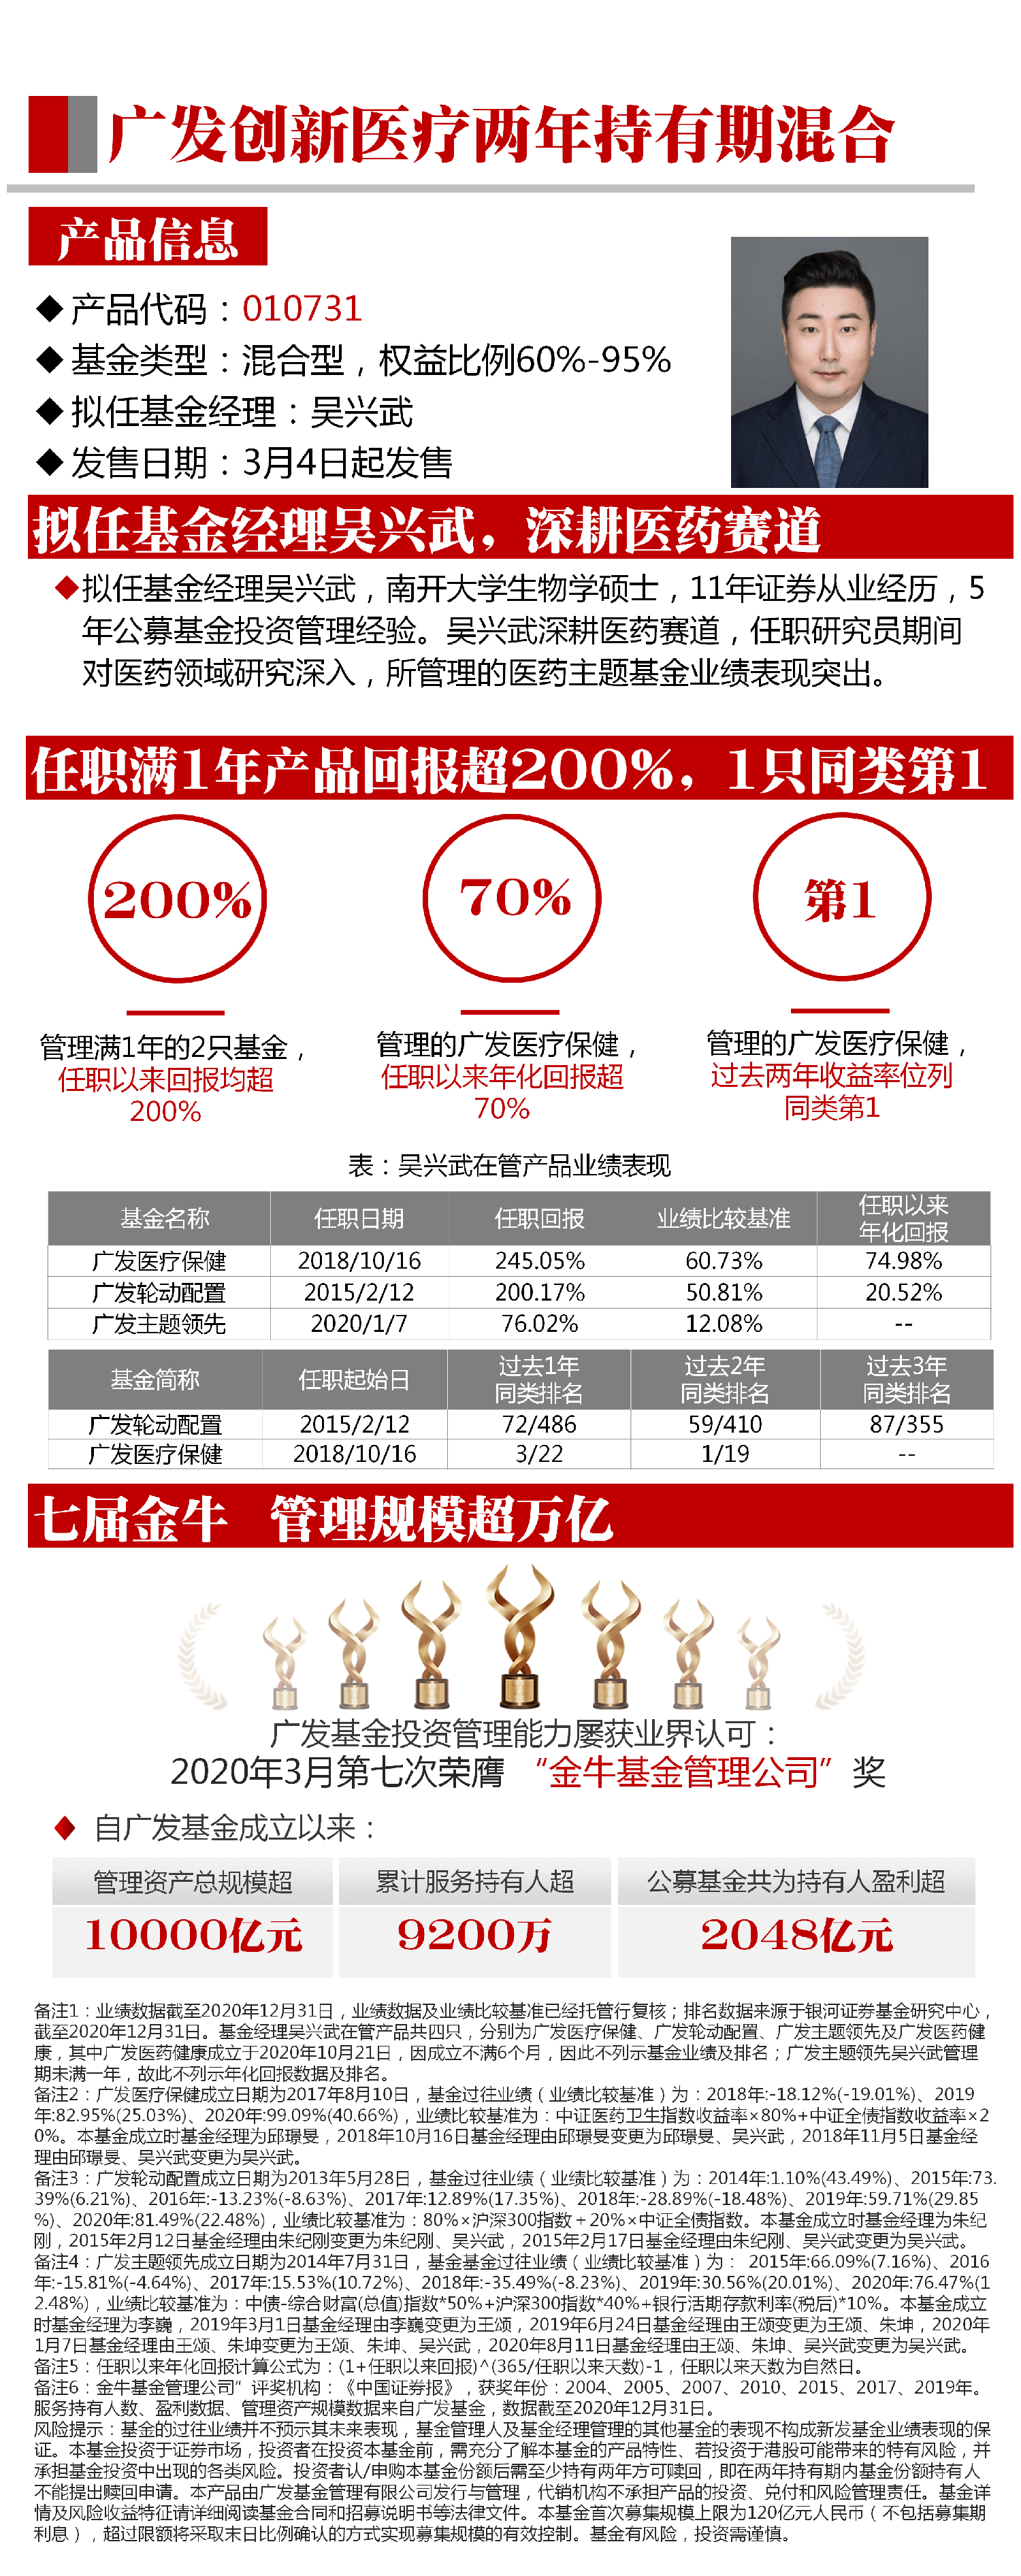 广发创新医疗两年持有期混合
产品信息
◆产品代码：010731
◆基金类型：混合型，权益比例60%-95%
◆拟任基金经理：吴兴武
◆发售日期：3月4日起发售
拟任基金经理吴兴武，深耕医药赛道
◆拟任基金经理吴兴武，南开大学生物学硕士，11年证券从业经历，5
年公募基金投资管理经验。吴兴武深耕医药赛道，任职研究员期间
对医药领域研究深入，所管理的医药主题基金业绩表现突出。
任职满1年产品回报超200%，1只同类第1
200% 70% 第1
管理满1年的2只基金，
任职以来回报均超
200%
管理的广发医疗保健，
任职以来年化回报超
70%
管理的广发医疗保健，
过去两年收益率位列
同类第1
表：吴兴武在管产品业绩表现
基金名称 任职日期 任职回报 业绩比较基准 任职以来
年化回报
广发医疗保健 2018/10/16 245.05% 60.73% 74.98%
广发轮动配置 2015/2/12 200.17% 50.81% 20.52%
广发主题领先 2020/1/7 76.02% 12.08% --
基金简称 任职起始日 过去1年
同类排名 过去2年
同类排名 过去3年
同类排名
广发轮动配置 2015/2/12 72/486 59/410 87/355
广发医疗保健 2018/10/16 3/22 1/19 --
七届金牛 管理规模超万亿
广发基金投资管理能力屡获业界认可：
2020年3月第七次荣膺 “金牛基金管理公司”奖
◆ 自广发基金成立以来：
管理资产总规模超 累计服务持有人超 公募基金共为持有人盈利超
10000亿元 9200万 2048亿元
备注1：业绩数据截至2020年12月31日，业绩数据及业绩比较基准已经托管行复核；排名数据来源于银河证券基金研究中心，
截至2020年12月31日。基金经理吴兴武在管产品共四只，分别为广发医疗保健、广发轮动配置、广发主题领先及广发医药健
康，其中广发医药健康成立于2020年10月21日，因成立不满6个月，因此不列示基金业绩及排名；广发主题领先吴兴武管理
期未满一年，故此不列示年化回报数据及排名。
备注2：广发医疗保健成立日期为2017年8月10日，基金过往业绩（业绩比较基准）为：2018年:-18.12%(-19.01%)、2019
年:82.95%(25.03%)、2020年:99.09%(40.66%)，业绩比较基准为：中证医药卫生指数收益率×80%+中证全债指数收益率×2
0%。本基金成立时基金经理为邱璟旻，2018年10月16日基金经理由邱璟旻变更为邱璟旻、吴兴武，2018年11月5日基金经
理由邱璟旻、吴兴武变更为吴兴武。
备注3：广发轮动配置成立日期为2013年5月28日，基金过往业绩（业绩比较基准）为：2014年:1.10%(43.49%)、2015年:73.
39%(6.21%)、2016年:-13.23%(-8.63%)、2017年:12.89%(17.35%)、2018年:-28.89%(-18.48%)、2019年:59.71%(29.85
%)、2020年:81.49%(22.48%)，业绩比较基准为：80%×沪深300指数＋20%×中证全债指数。本基金成立时基金经理为朱纪
刚，2015年2月12日基金经理由朱纪刚变更为朱纪刚、吴兴武，2015年2月17日基金经理由朱纪刚、吴兴武变更为吴兴武。
备注4：广发主题领先成立日期为2014年7月31日，基金基金过往业绩（业绩比较基准）为： 2015年:66.09%(7.16%)、2016
年:-15.81%(-4.64%)、2017年:15.53%(10.72%)、2018年:-35.49%(-8.23%)、2019年:30.56%(20.01%)、2020年:76.47%(1
2.48%)，业绩比较基准为：中债-综合财富(总值)指数*50%+沪深300指数*40%+银行活期存款利率(税后)*10%。本基金成立
时基金经理为李巍，2019年3月1日基金经理由李巍变更为王颂，2019年6月24日基金经理由王颂变更为王颂、朱坤，2020年
1月7日基金经理由王颂、朱坤变更为王颂、朱坤、吴兴武，2020年8月11日基金经理由王颂、朱坤、吴兴武变更为吴兴武。
备注5：任职以来年化回报计算公式为：(1+任职以来回报)^(365/任职以来天数)-1，任职以来天数为自然日。
备注6：金牛基金管理公司”评奖机构：《中国证券报》，获奖年份：2004、2005、2007、2010、2015、2017、2019年。
服务持有人数、盈利数据、管理资产规模数据来自广发基金，数据截至2020年12月31日。
风险提示：基金的过往业绩并不预示其未来表现，基金管理人及基金经理管理的其他基金的表现不构成新发基金业绩表现的保
证。本基金投资于证券市场，投资者在投资本基金前，需充分了解本基金的产品特性、若投资于港股可能带来的特有风险，并
承担基金投资中出现的各类风险。投资者认/申购本基金份额后需至少持有两年方可赎回，即在两年持有期内基金份额持有人
不能提出赎回申请。本产品由广发基金管理有限公司发行与管理，代销机构不承担产品的投资、兑付和风险管理责任。基金详
情及风险收益特征请详细阅读基金合同和招募说明书等法律文件。本基金首次募集规模上限为120亿元人民币（不包括募集期
利息），超过限额将采取末日比例确认的方式实现募集规模的有效控制。基金有风险，投资需谨慎。